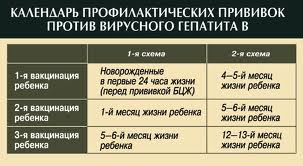 КАЛЕНДАРЬ ПРОФИЛАКТИЧЕСКИХ ПРИВИВОК
ПРОТИВ ВИРУСНОГО ГЕПАТИТА В
1-я схема
2-я схема
1-я вакцинация
ребенка
Новорожденные
в первые 24 часа жизни
(перед прививкой БЦЖ)
4–5-й месяц
жизни ребенка
2-я вакцинация
ребенка
1-й месяц жизни ребенка
5–6-й месяц
жизни ребенка
3-я вакцинация
ребенка
5–6-й месяц жизни
ребенка
12–13-й месяц
жизни ребенка